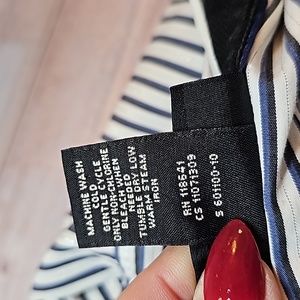 MACHINE WASH
COLD
GENTLE CYCLE
ONLY NON-CHLORINE
BLEACH WHEN
NEEDED
TUMBLE DRY LOW
WARM STEAM
IRON
RN 118641
CS 11071309
S 601100-10